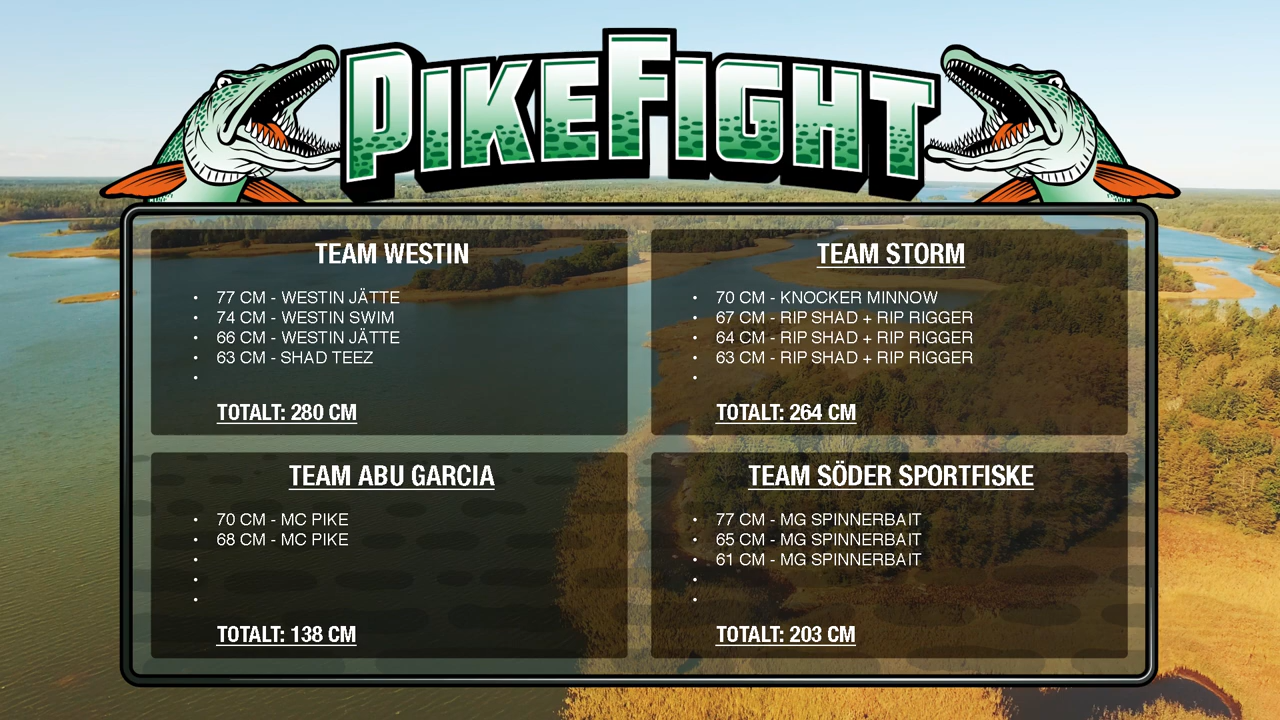 PIKEFIGHT
TEAM WESTIN
• 77 CM - WESTIN JÄTTE
• 74 CM - WESTIN SWIM
• 66 CM - WESTIN JÄTTE
• 63 CM - SHAD TEEZ
•
TOTALT: 280 CM
TEAM STORM
• 70 CM - KNOCKER MINNOW
• 67 CM - RIP SHAD + RIP RIGGER
• 64 CM - RIP SHAD + RIP RIGGER
• 63 CM - RIP SHAD + RIP RIGGER
•
TOTALT: 264 CM
TEAM ABU GARCIA
• 70 CM - MC PIKE
• 68 CM - MC PIKE
•
•
•
TOTALT: 138 CM
TEAM SÖDER SPORTFISKE
• 77 CM - MG SPINNERBAIT
• 65 CM - MG SPINNERBAIT
• 61 CM - MG SPINNERBAIT
•
•
TOTALT: 203 CM